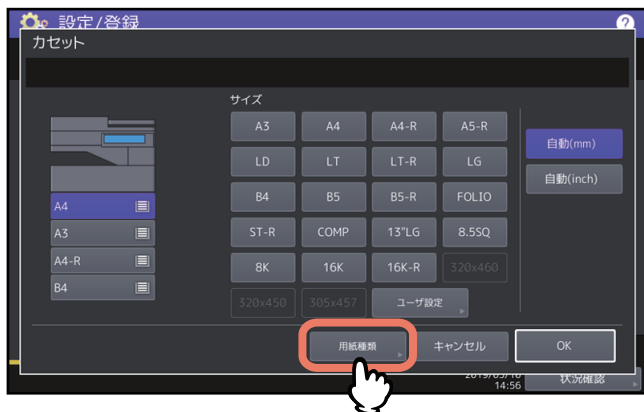 設定/登録 ?
カセット
サイズ
A3 A4 A4-R A5-R
LD LT LT-R LG
B4 B5 B5-R FOLIO
ST-R COMP 13"LG 8.5SQ
8K 16K 16K-R 320x460
320x450 305x457 ユーザ設定
自動(mm)
自動(inch)
A4
A3
A4-R
B4
用紙種類 キャンセル OK
14:56 状況確認